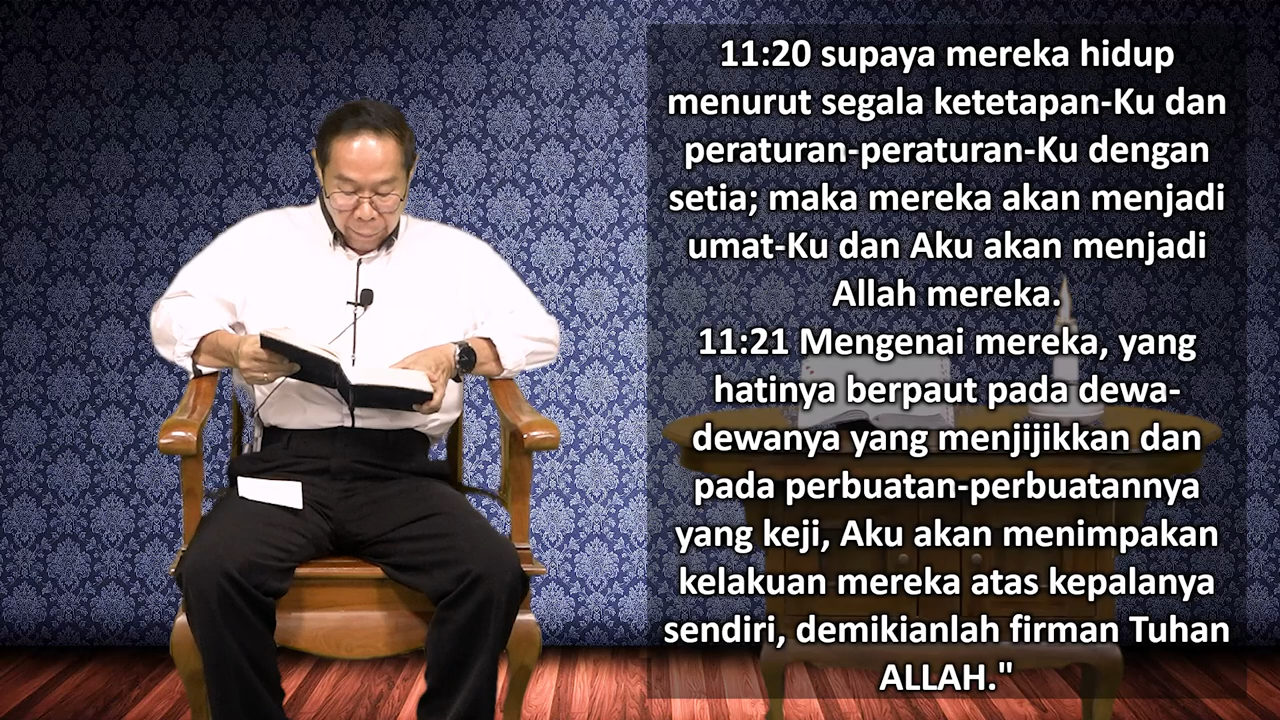 11:20 supaya mereka hidup
menurut segala ketetapan-Ku dan
peraturan-peraturan-Ku dengan
setia; maka mereka akan menjadi
umat-Ku dan Aku akan menjadi
Allah mereka.
11:21 Mengenai mereka, yang
hatinya berpaut pada dewa-
dewanya yang menjijikkan dan
pada perbuatan-perbuatannya
yang keji, Aku akan menimpakan
kelakuan mereka atas kepalanya
sendiri, demikianlah firman Tuhan
ALLAH."